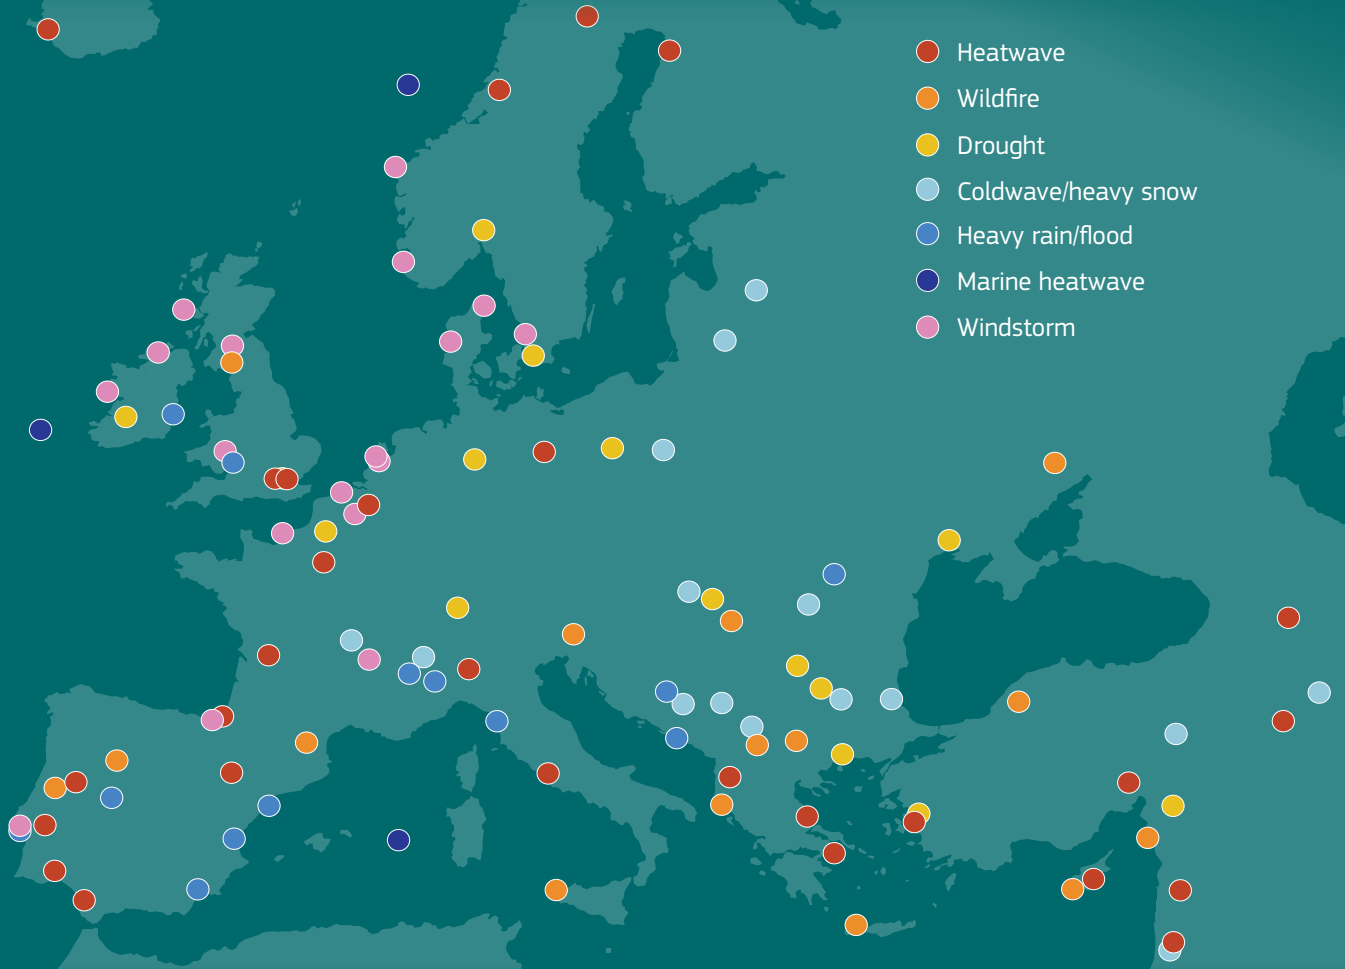 Heatwave
Wildfire
Drought
Coldwave/heavy snow
Heavy rain/flood
Marine heatwave
Windstorm